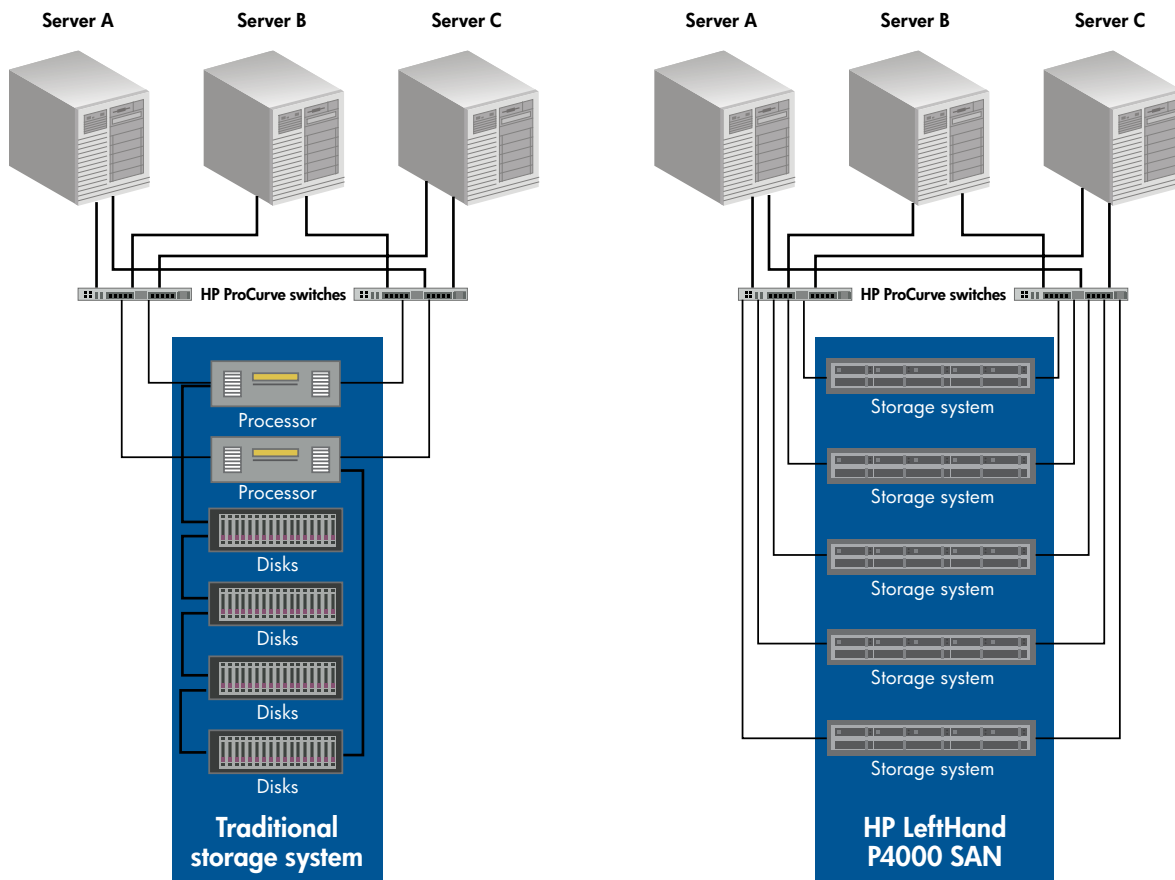 Server A
Server B
Server C
HP ProCurve switches
Processor
Processor
Disks
Disks
Disks
Disks
Traditional
storage system
Server A
Server B
Server C
HP ProCurve switches
Storage system
Storage system
Storage system
Storage system
Storage system
HP LeftHand
P4000 SAN